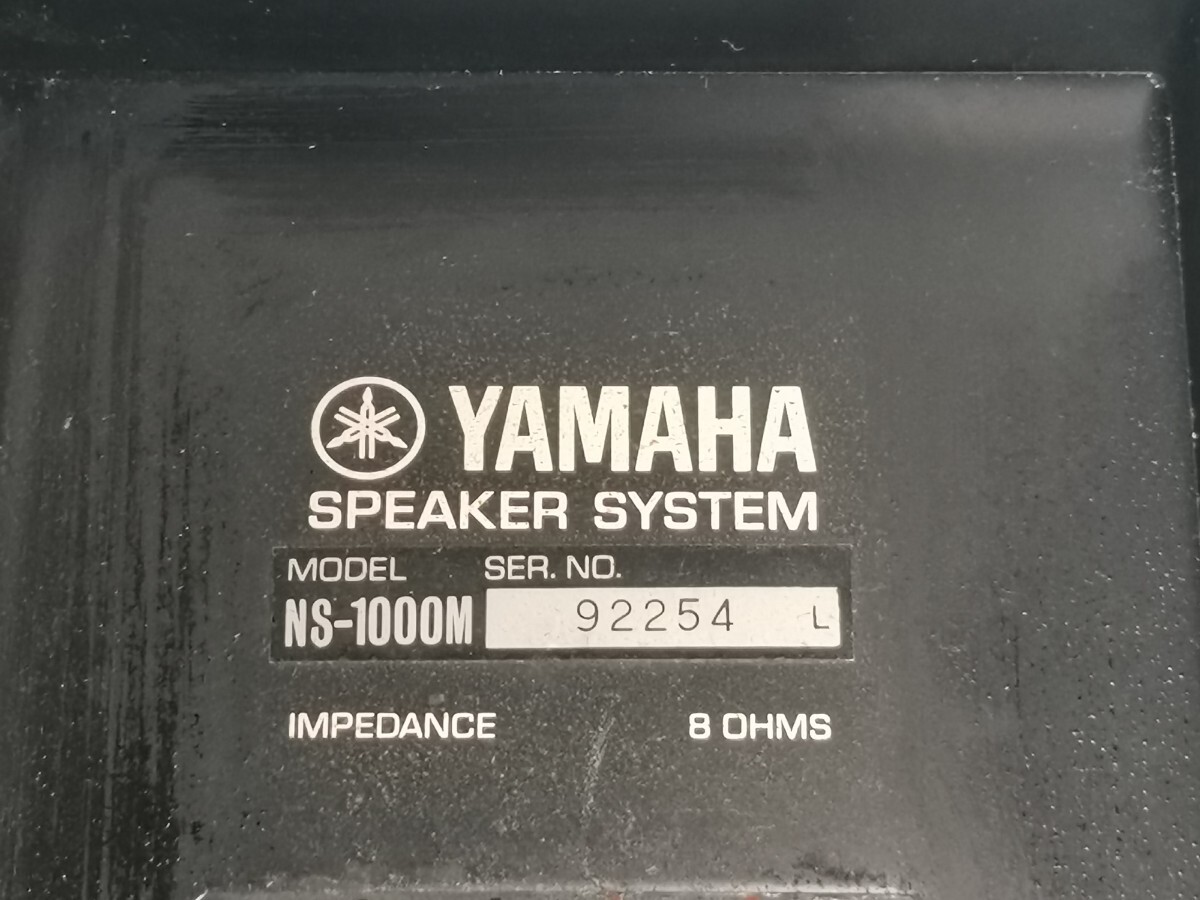 YAMAHA
SPEAKER SYSTEM
MODEL SER. NO.
NS-1000M 92254 L
IMPEDANCE 8 OHMS